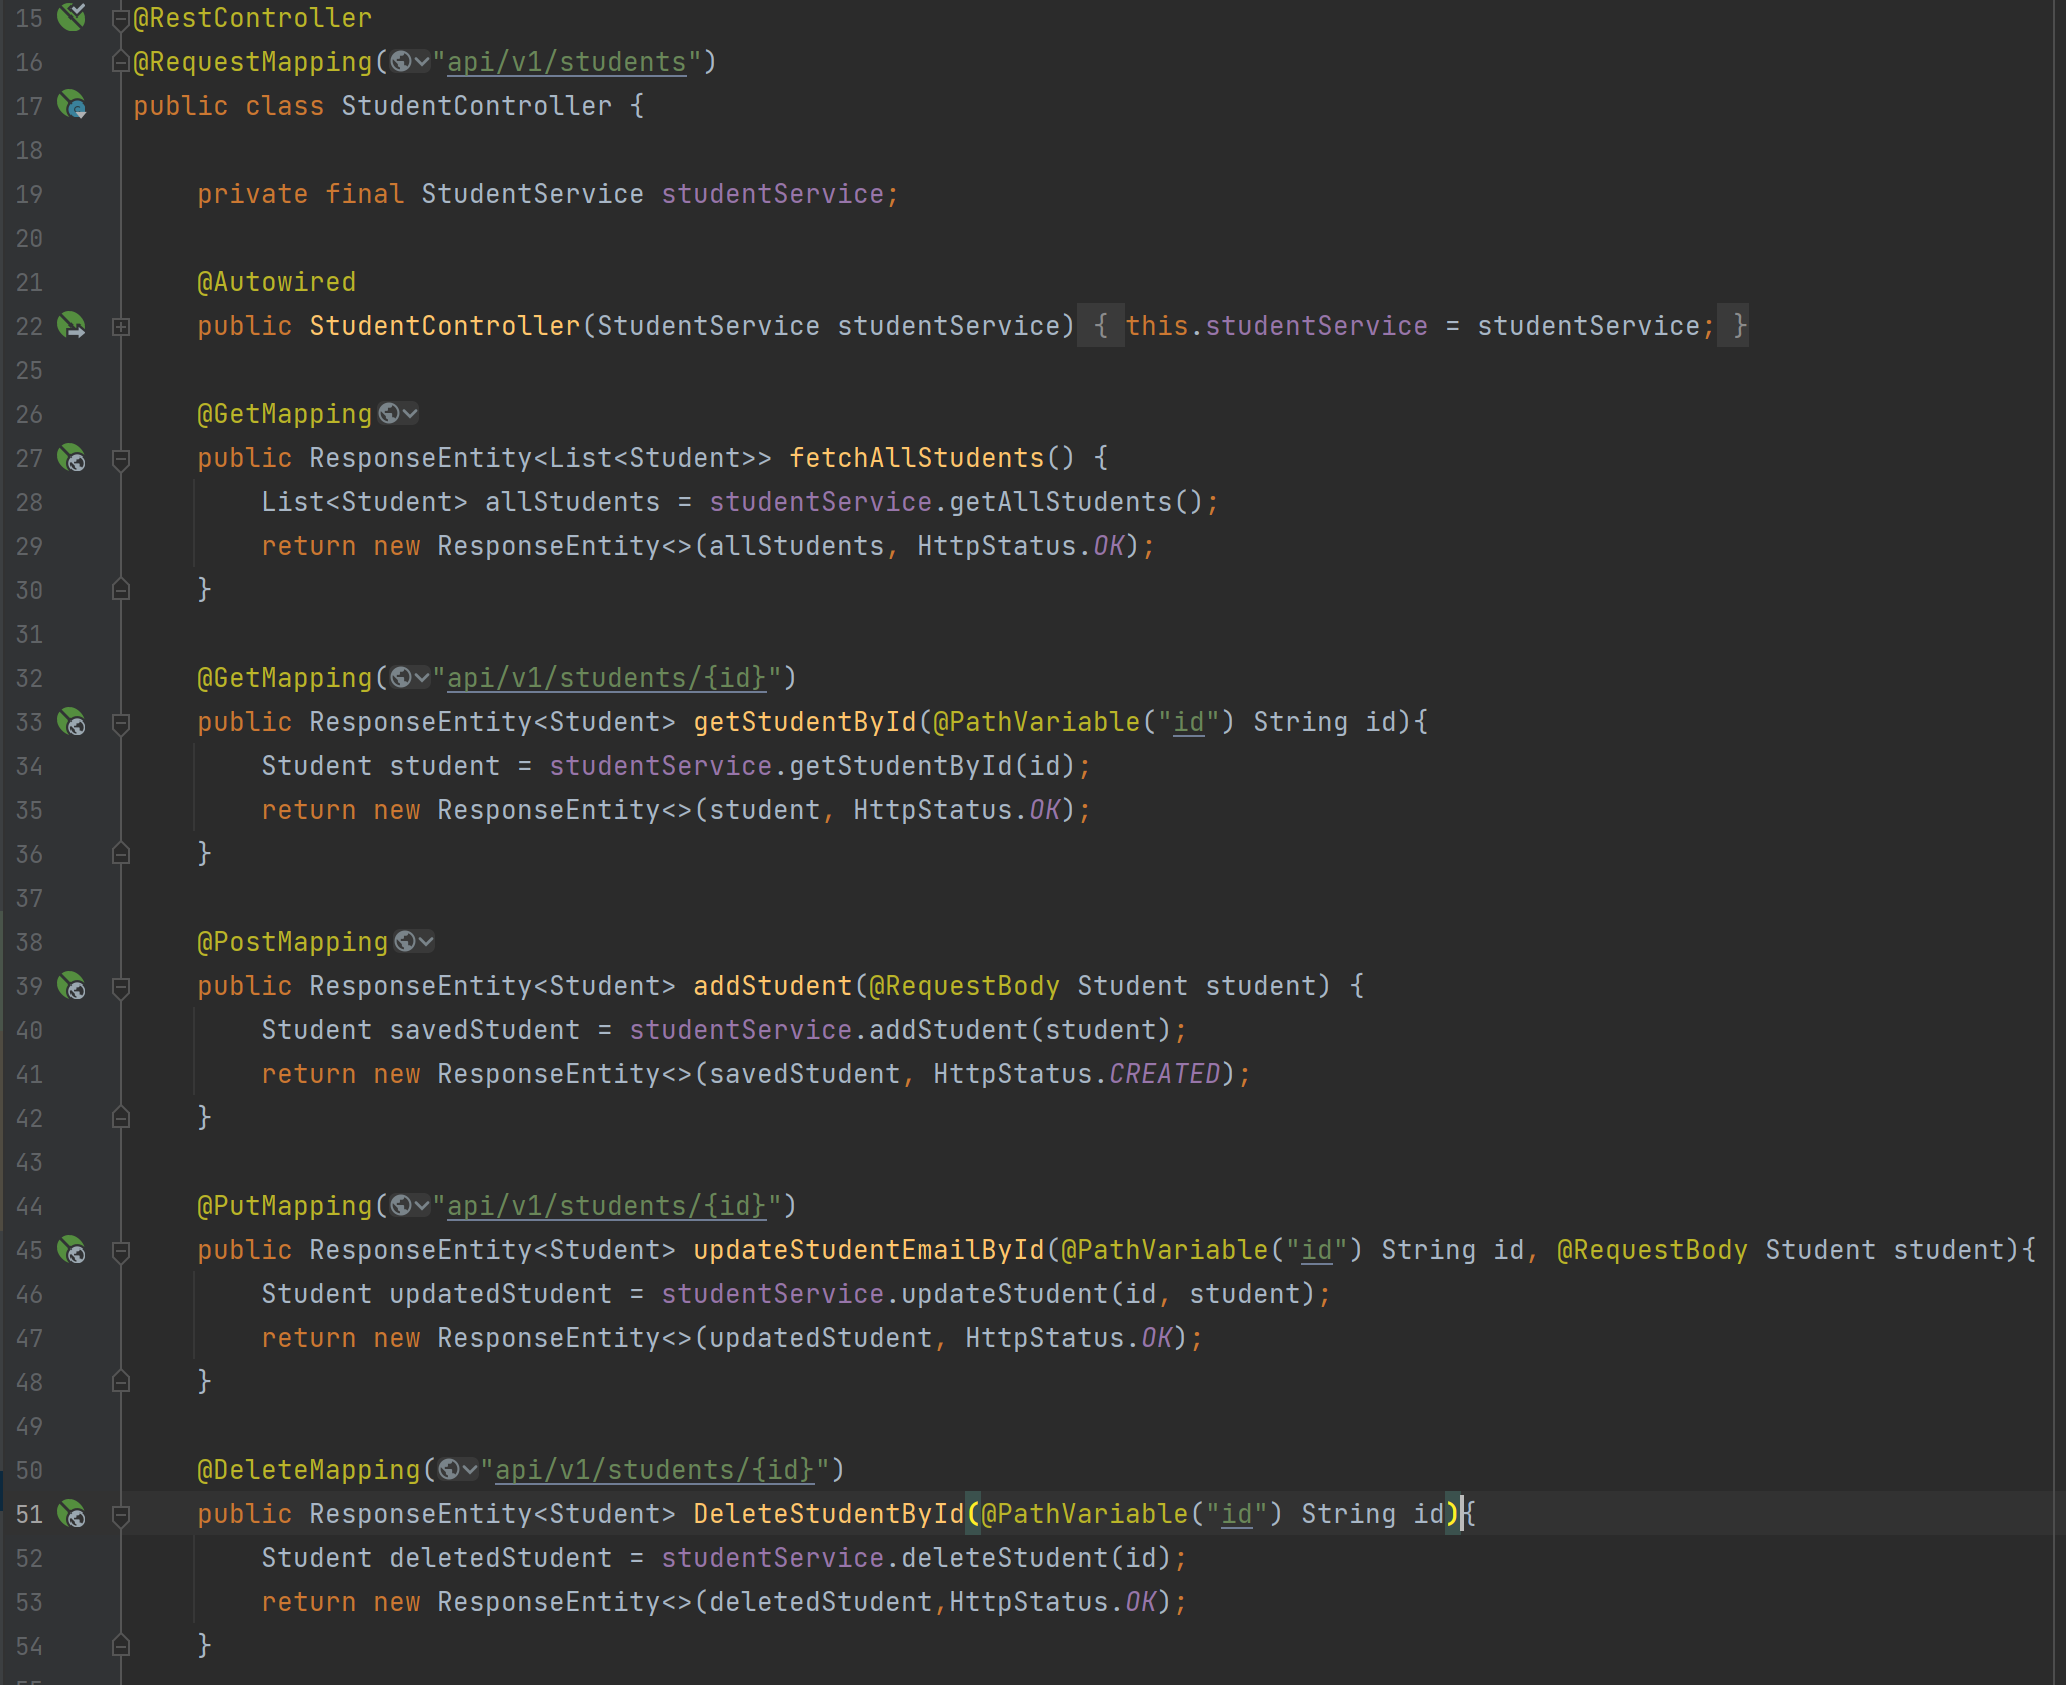 15 @RestController
16 @RequestMapping("api/v1/students")
17 public class StudentController {
18
19 private final StudentService studentService;
20
21 @Autowired
22 public StudentController(StudentService studentService) { this.studentService = studentService; }
25
26 @GetMapping
27 public ResponseEntity<List<Student>> fetchAllStudents() {
28 List<Student> allStudents = studentService.getAllStudents();
29 return new ResponseEntity<>(allStudents, HttpStatus.OK);
30 }
31
32 @GetMapping("api/v1/students/{id}")
33 public ResponseEntity<Student> getStudentById(@PathVariable("id") String id){
34 Student student = studentService.getStudentById(id);
35 return new ResponseEntity<>(student, HttpStatus.OK);
36 }
37
38 @PostMapping
39 public ResponseEntity<Student> addStudent(@RequestBody Student student) {
40 Student savedStudent = studentService.addStudent(student);
41 return new ResponseEntity<>(savedStudent, HttpStatus.CREATED);
42 }
43
44 @PutMapping("api/v1/students/{id}")
45 public ResponseEntity<Student> updateStudentEmailById(@PathVariable("id") String id, @RequestBody Student student){
46 Student updatedStudent = studentService.updateStudent(id, student);
47 return new ResponseEntity<>(updatedStudent, HttpStatus.OK);
48 }
49
50 @DeleteMapping("api/v1/students/{id}")
51 public ResponseEntity<Student> DeleteStudentById(@PathVariable("id") String id){
52 Student deletedStudent = studentService.deleteStudent(id);
53 return new ResponseEntity<>(deletedStudent,HttpStatus.OK);
54 }